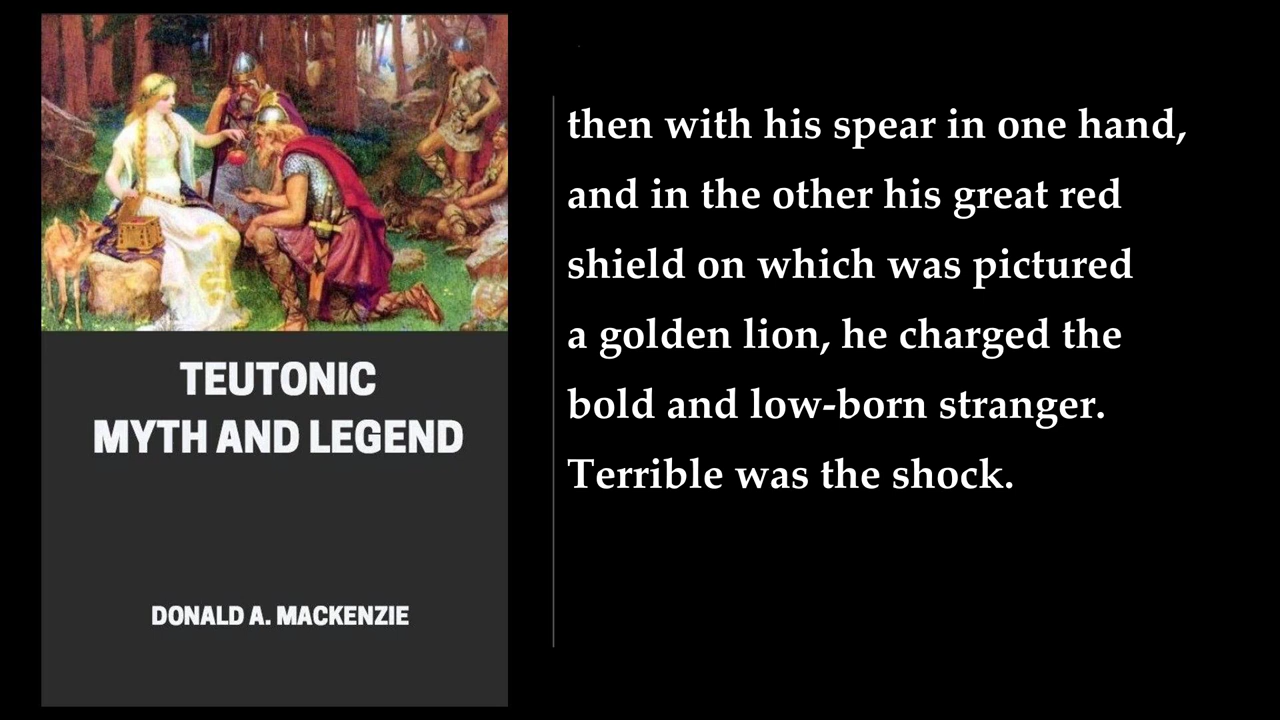 TEUTONIC
MYTH AND LEGEND
DONALD A. MACKENZIE
then with his spear in one hand,
and in the other his great red
shield on which was pictured
a golden lion, he charged the
bold and low-born stranger.
Terrible was the shock.